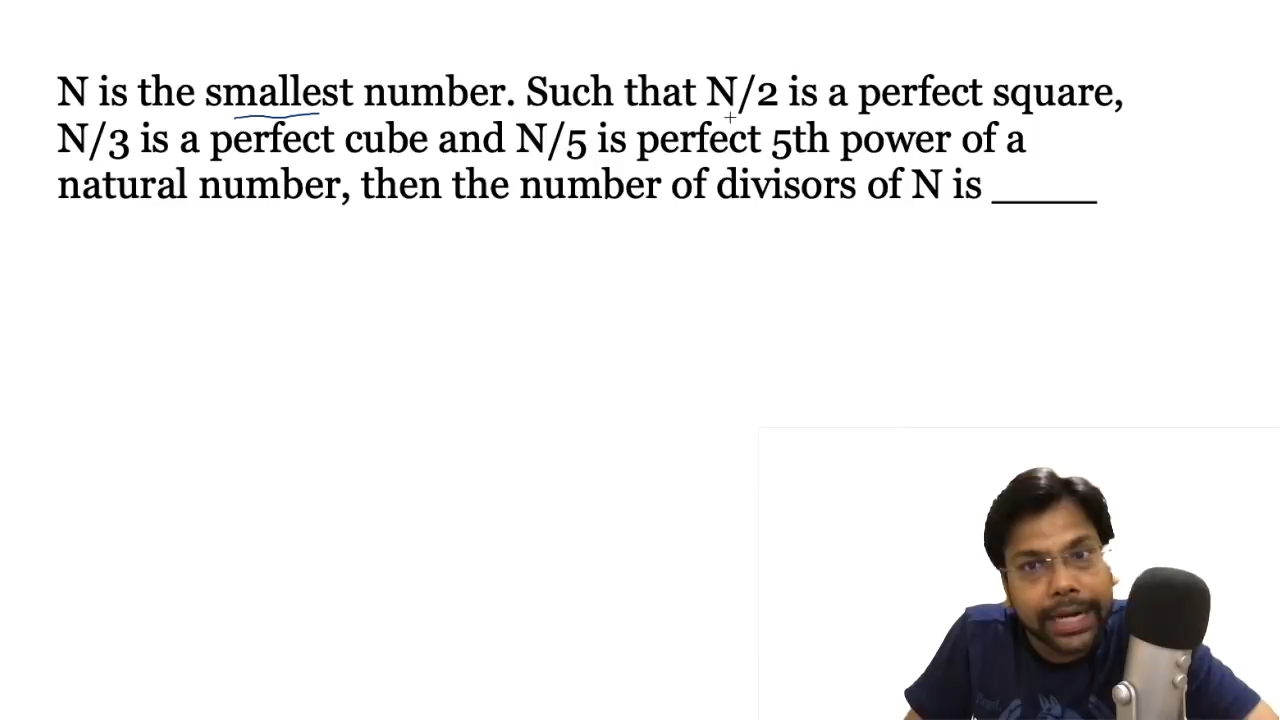 N is the smallest number. Such that N/2 is a perfect square,
N/3 is a perfect cube and N/5 is perfect 5th power of a
natural number, then the number of divisors of N is _____